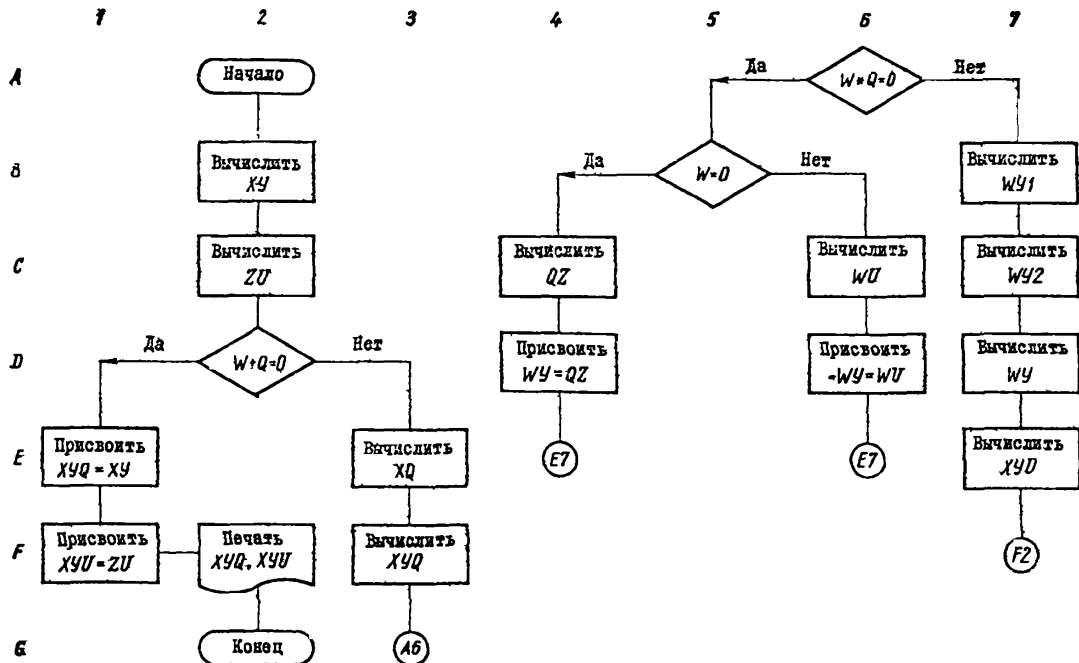 1 2 3 4 5 6 7
A
Начало
Да
W*Q=0
Нет
B
Вычислить
XY
Да
W=0
Нет
Вычислить
WY1
C
Вычислить
ZU
Вычислить
QZ
Вычислить
WU
Вычислить
WY2
D
Да
W+Q=Q
Нет
Присвоить
WY=QZ
Присвоить
-WY=WU
Вычислить
WY
E
Присвоить
XYQ=XY
Вычислить
XQ
E7
E7
Вычислить
XYU
F
Присвоить
XYU=ZU
Печать
XYQ, XYU
Вычислить
XYQ
F2
G
Конец
A6